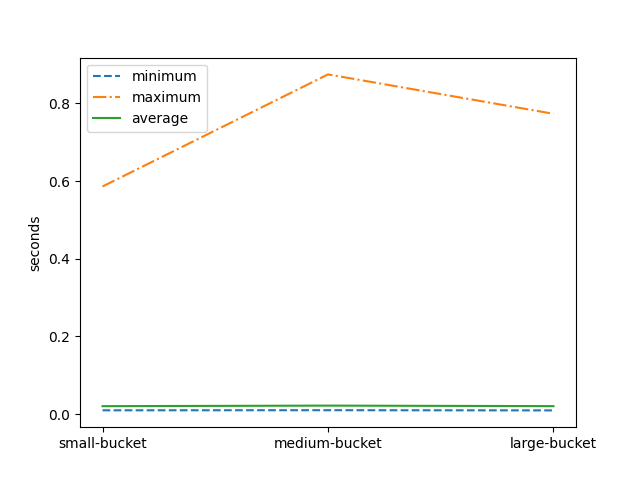 minimum
maximum
average
0.8
0.6
0.4
0.2
0.0
seconds
small-bucket
medium-bucket
large-bucket